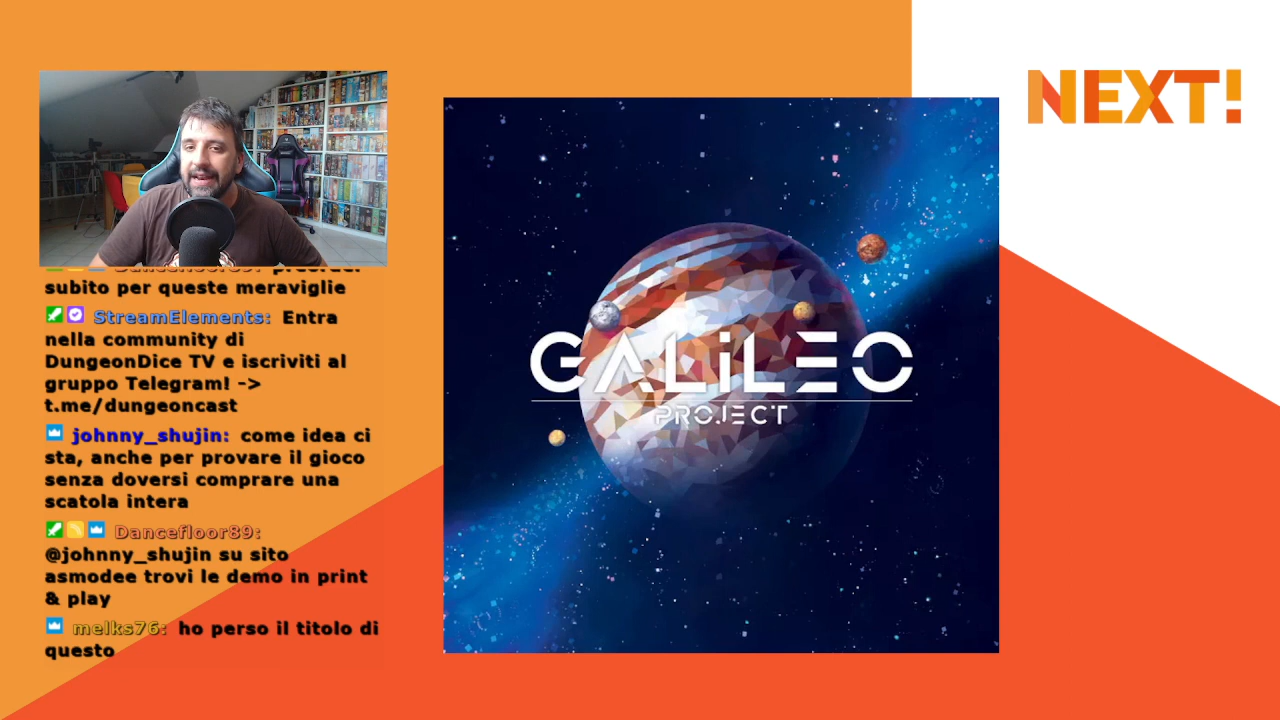 NEXT!
subito per queste meraviglie
StreamElements: Entra
nella community di
DungeonDice TV e iscriviti al
gruppo Telegram! ->
t.me/dungeoncast
johnny_shujin: come idea ci
sta, anche per provare il gioco
senza doversi comprare una
scatola intera
Dancefloor89:
@johnny_shujin su sito
asmodee trovi le demo in print
& play
melks76: ho perso il titolo di
questo
GALiLEO
PROJECT